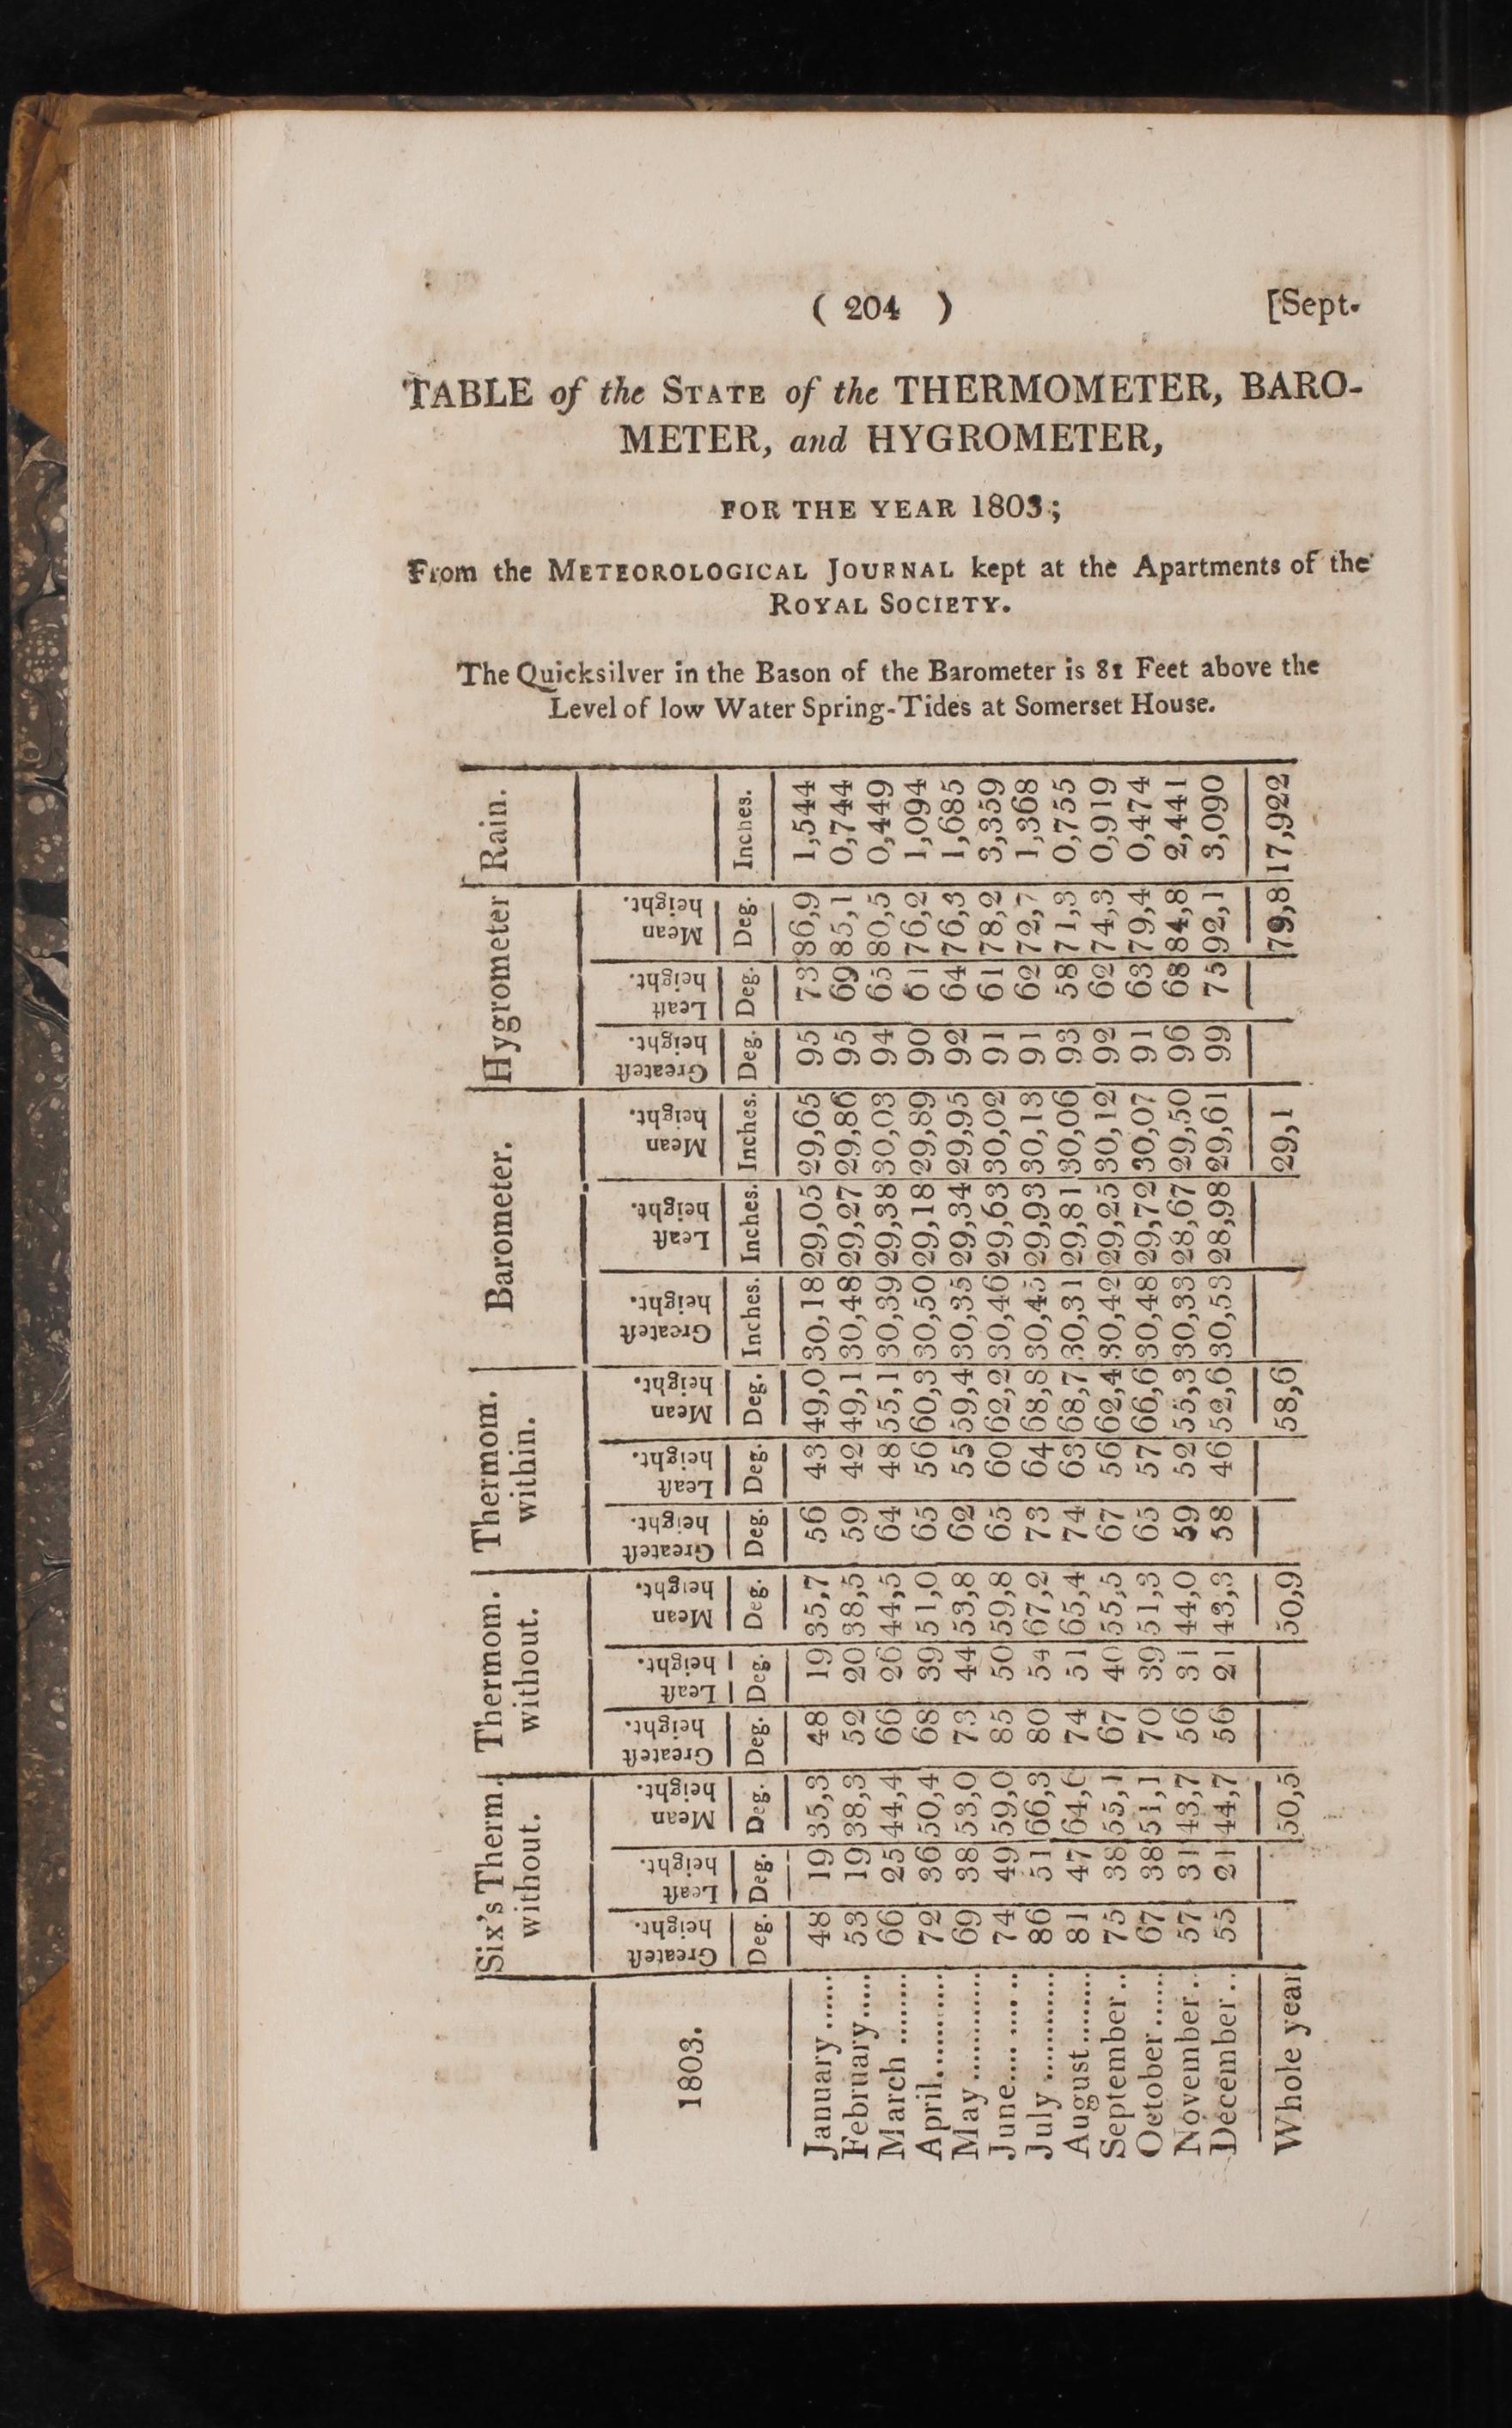 ( 204 ) [Sept.
TABLE of the STATE of the THERMOMETER, BARO-
METER, and HYGROMETER,
FOR THE YEAR 1803;
From the METEOROLOGICAL JOURNAL kept at the Apartments of the
ROYAL SOCIETY.
The Quicksilver in the Bason of the Barometer is 81 Feet above the
Level of low Water Spring-Tides at Somerset House.
Six's Therm. without. Thermom. without. Thermom. within. Barometer. Hygrometer Rain.
1803. Greateſt height. Leaſt height. Mean height. Greateſt height. Leaſt height. Mean height. Greateſt height. Leaſt height. Mean height. Greateſt height. Leaſt height. Mean height. Greateſt height. Leaſt height. Mean height.
Deg. Deg. Deg. Deg. Deg. Deg. Deg. Deg. Deg. Inches. Inches. Inches. Deg. Deg. Deg. Inches.
January ...... 48 19 35,3 48 19 35,7 56 43 49,0 30,18 29,05 29,65 95 73 86,9 1,544
February..... 53 19 38,3 52 20 38,5 59 42 49,1 30,48 29,27 29,86 95 69 85,1 0,744
March ......... 66 25 44,4 66 26 44,5 64 48 55,1 30,39 29,38 30,03 94 65 80,5 0,449
April........... 72 36 50,4 68 39 51,0 65 56 60,3 30,50 29,18 29,89 90 61 76,2 1,094
May ............ 69 38 53,0 73 44 53,8 62 55 59,4 30,35 29,34 29,95 92 64 76,3 1,685
June.... .... .. 74 49 59,0 85 50 59,8 65 60 62,2 30,46 29,63 30,02 91 61 78,2 3,359
July ............ 86 51 66,3 80 54 67,2 73 64 68,8 30,45 29,93 30,13 91 62 72,7 1,368
August......... 81 47 64,6 74 51 65,4 74 63 68,7 30,31 29,81 30,06 93 58 71,3 0,755
September .. 75 38 55,1 67 40 55,5 67 56 62,4 30,42 29,25 30,12 92 62 74,3 0,919
October ...... 67 38 51,1 70 39 51,3 65 57 66,6 30,48 29,72 30,07 91 63 79,4 0,474
November .. 57 31 43,7 56 31 44,0 59 52 55,3 30,33 28,67 29,50 96 68 84,8 2,441
December .. 55 21 44,7 56 21 43,3 58 46 52,6 30,53 28,98 29,61 99 75 92,1 3,090
Whole year 50,5 50,9 58,6 29,1 79,8 17,922